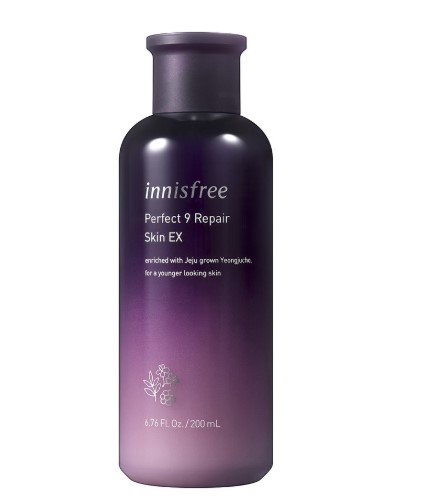 innisfree
Perfect 9 Repair
Skin EX
enriched with Jeju grown Yeongjucho,
for a younger looking skin
6.76 Fl. Oz. / 200 mL